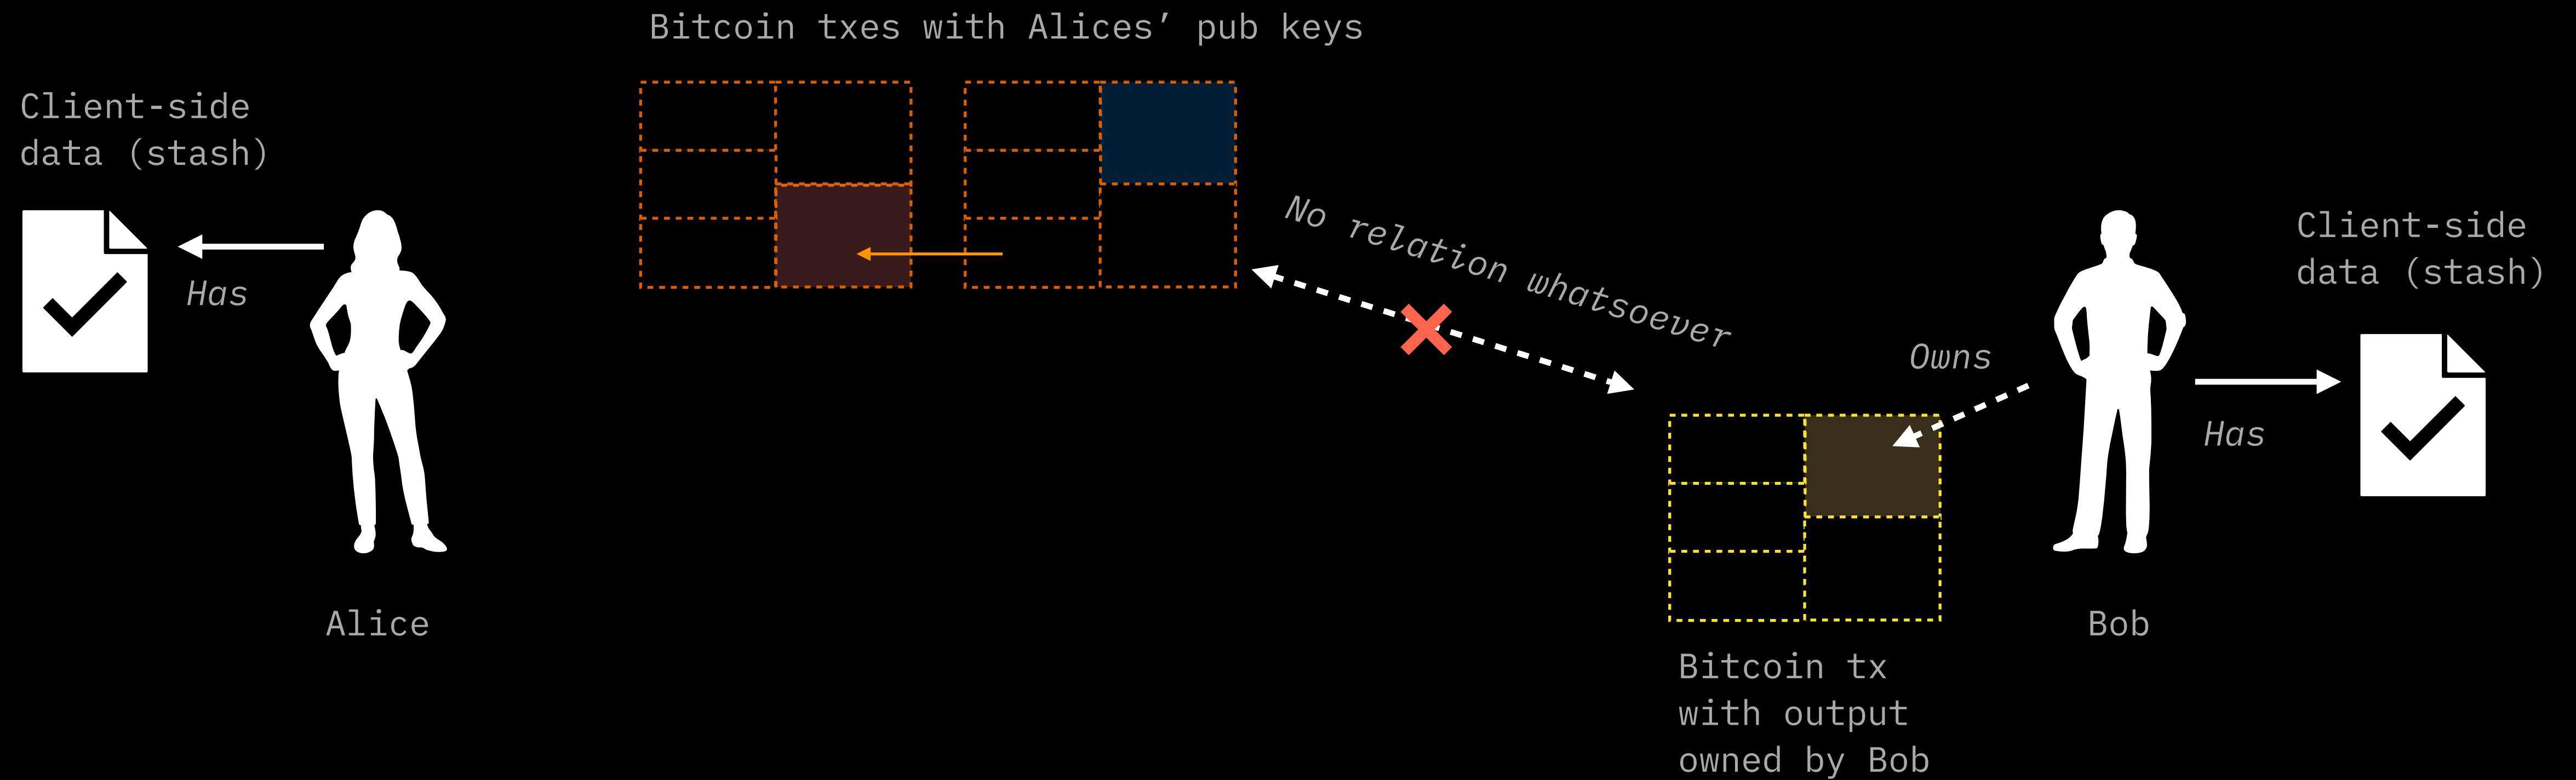 Bitcoin txes with Alices’ pub keys
Client-side
data (stash)
Has
Alice
No relation whatsoever
Owns
Bitcoin tx
with output
owned by Bob
Bob
Has
Client-side
data (stash)